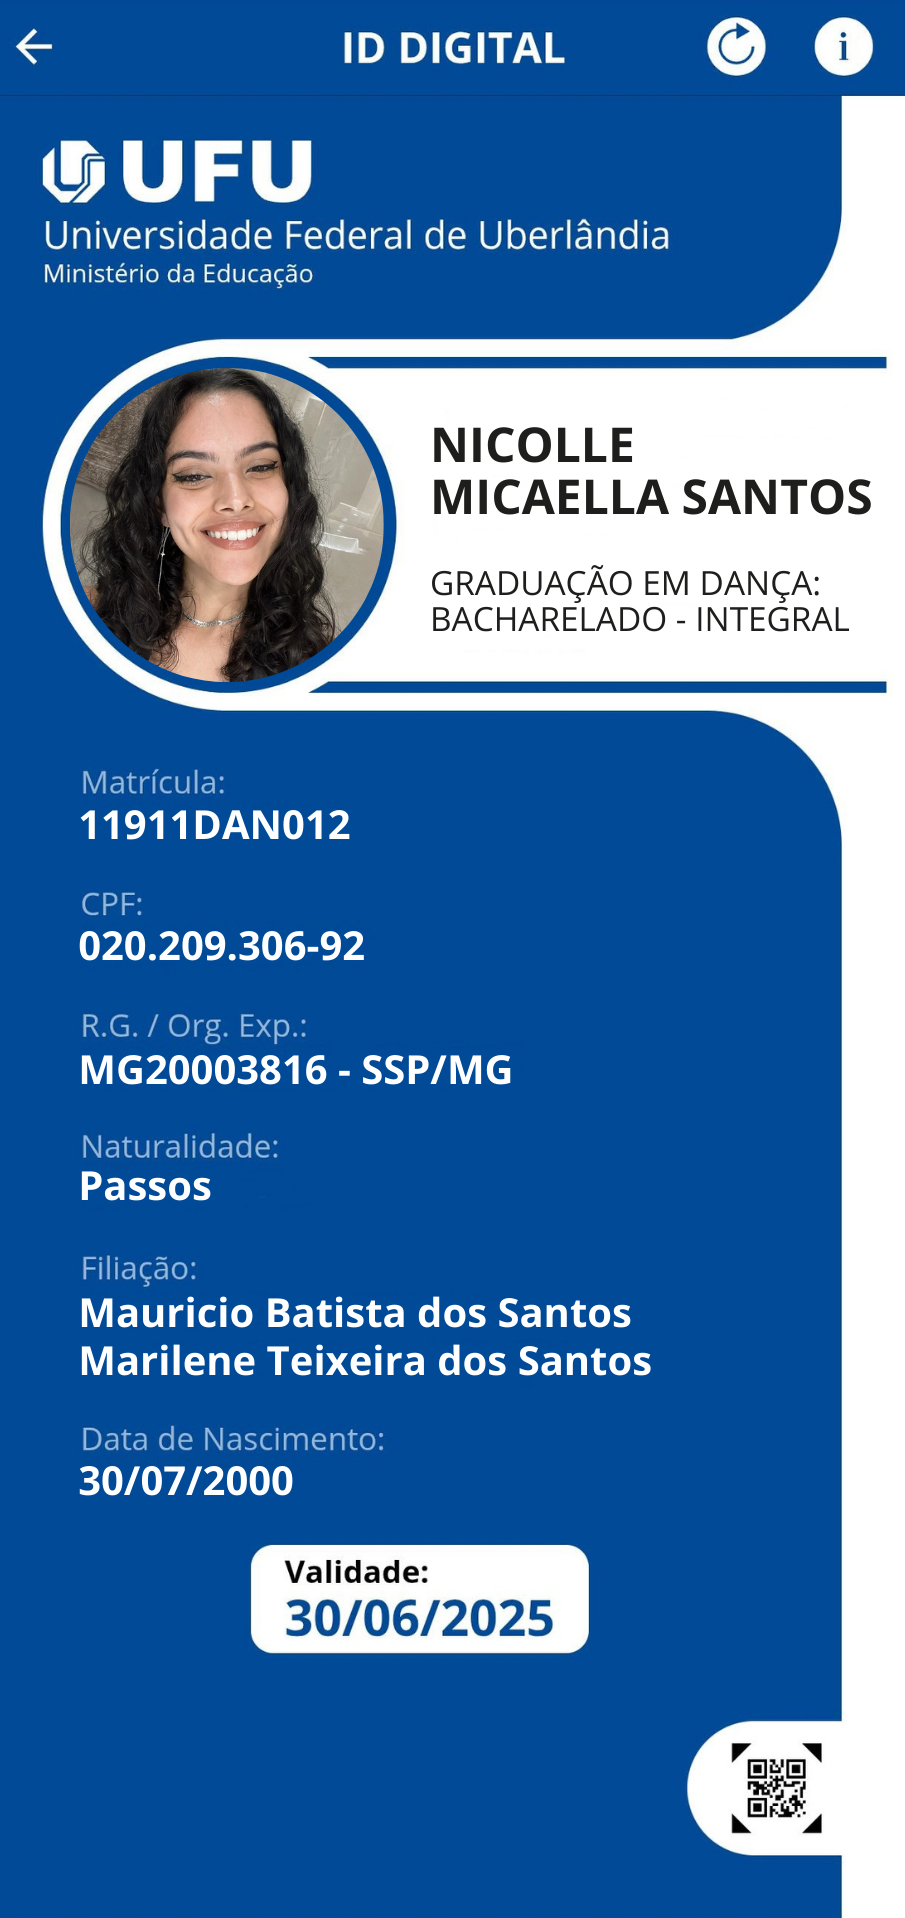 ID DIGITAL
UFU
Universidade Federal de Uberlândia
Ministério da Educação
NICOLLE
MICAELLA SANTOS
GRADUAÇÃO EM DANÇA:
BACHARELADO - INTEGRAL
Matrícula:
11911DAN012
CPF:
020.209.306-92
R.G. / Org. Exp.:
MG20003816 - SSP/MG
Naturalidade:
Passos
Filiação:
Mauricio Batista dos Santos
Marilene Teixeira dos Santos
Data de Nascimento:
30/07/2000
Validade:
30/06/2025